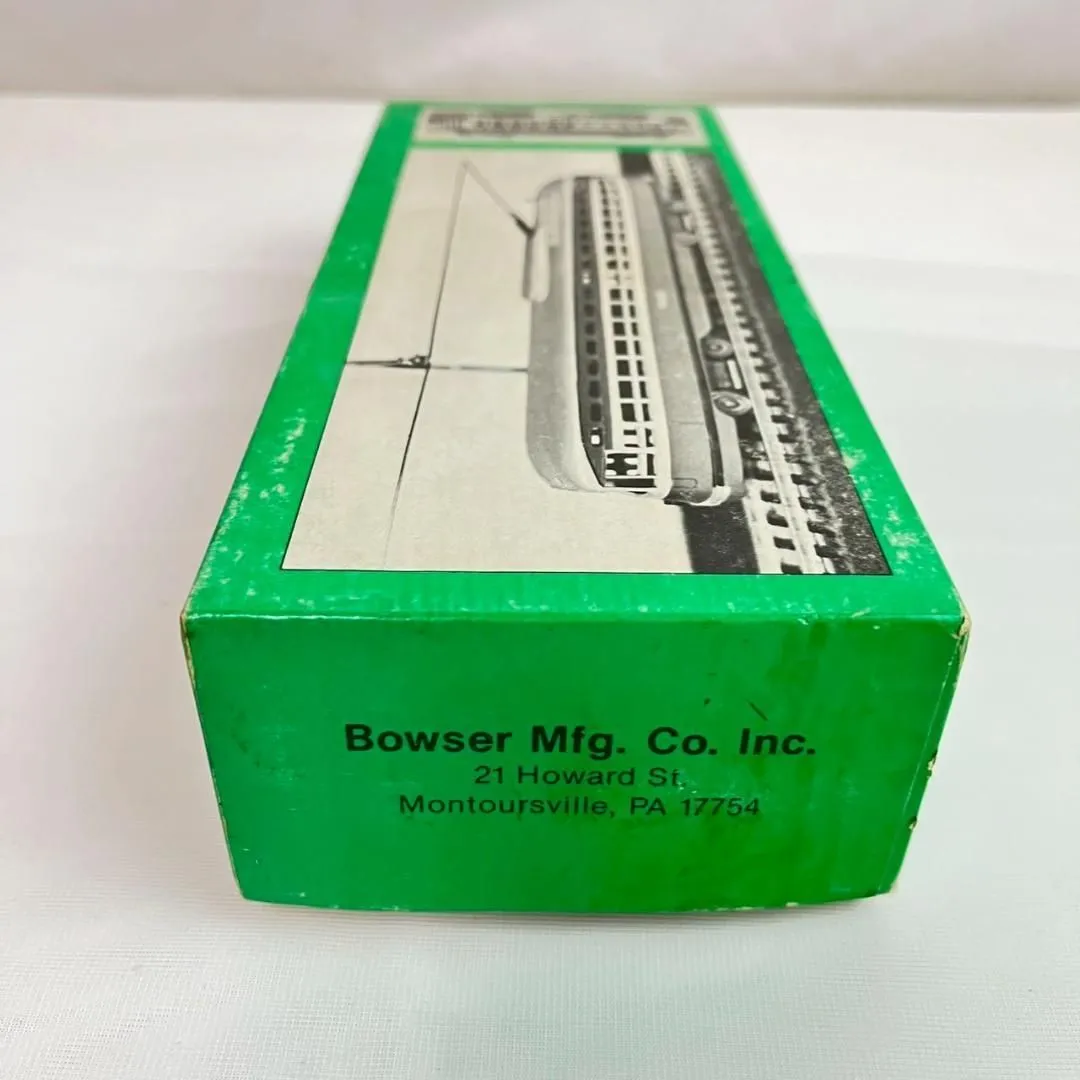 Bowser Mfg. Co. Inc.
21 Howard St.
Montoursville, PA 17754